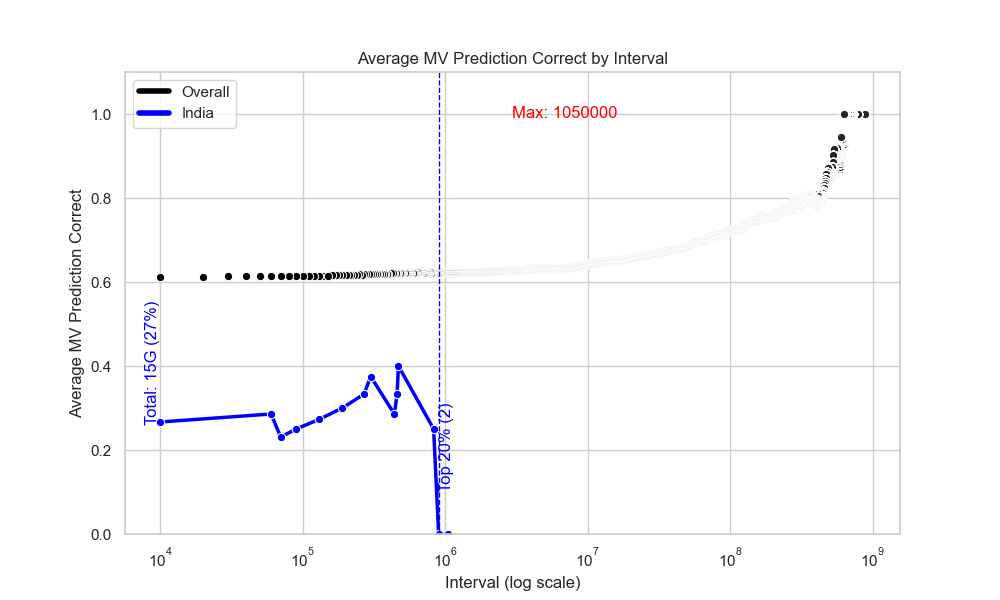 Average MV Prediction Correct by Interval
Overall
India
Max: 1050000
Average MV Prediction Correct
1.0
0.8
0.6
0.4
0.2
0.0
Total: 15G (27%)
Top 20% (2)
10^4
10^5
10^6
10^7
10^8
10^9
Interval (log scale)